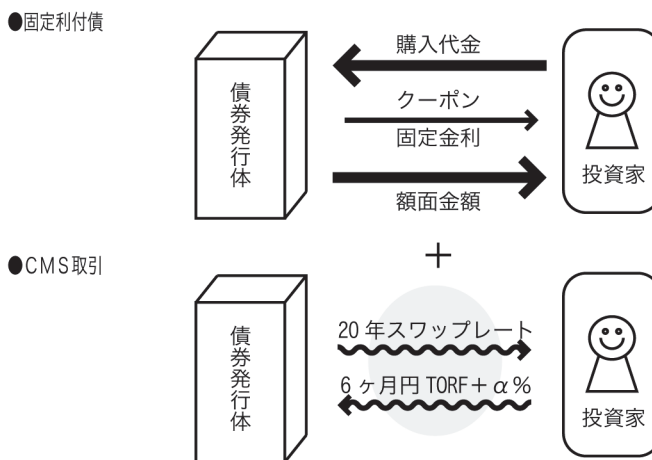 ●固定利付債
債券発行体
購入代金
クーポン
固定金利
額面金額
投資家
+
●CMS取引
債券発行体
20年スワップレート
6ヶ月円TORF+α%
投資家